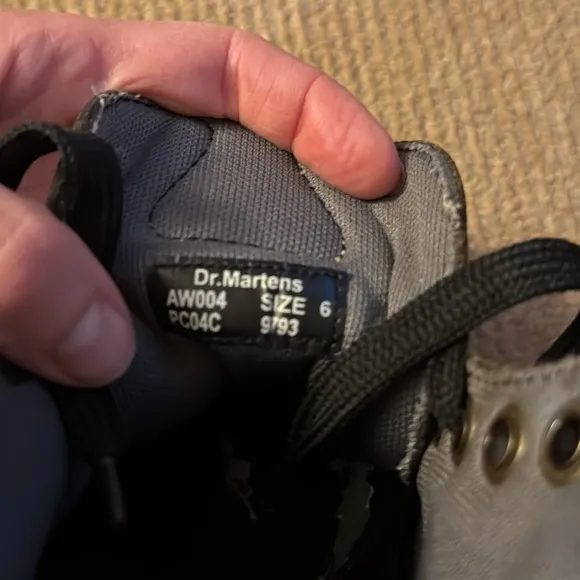 Dr.Martens
AW004 SIZE 6
PC04C 9793